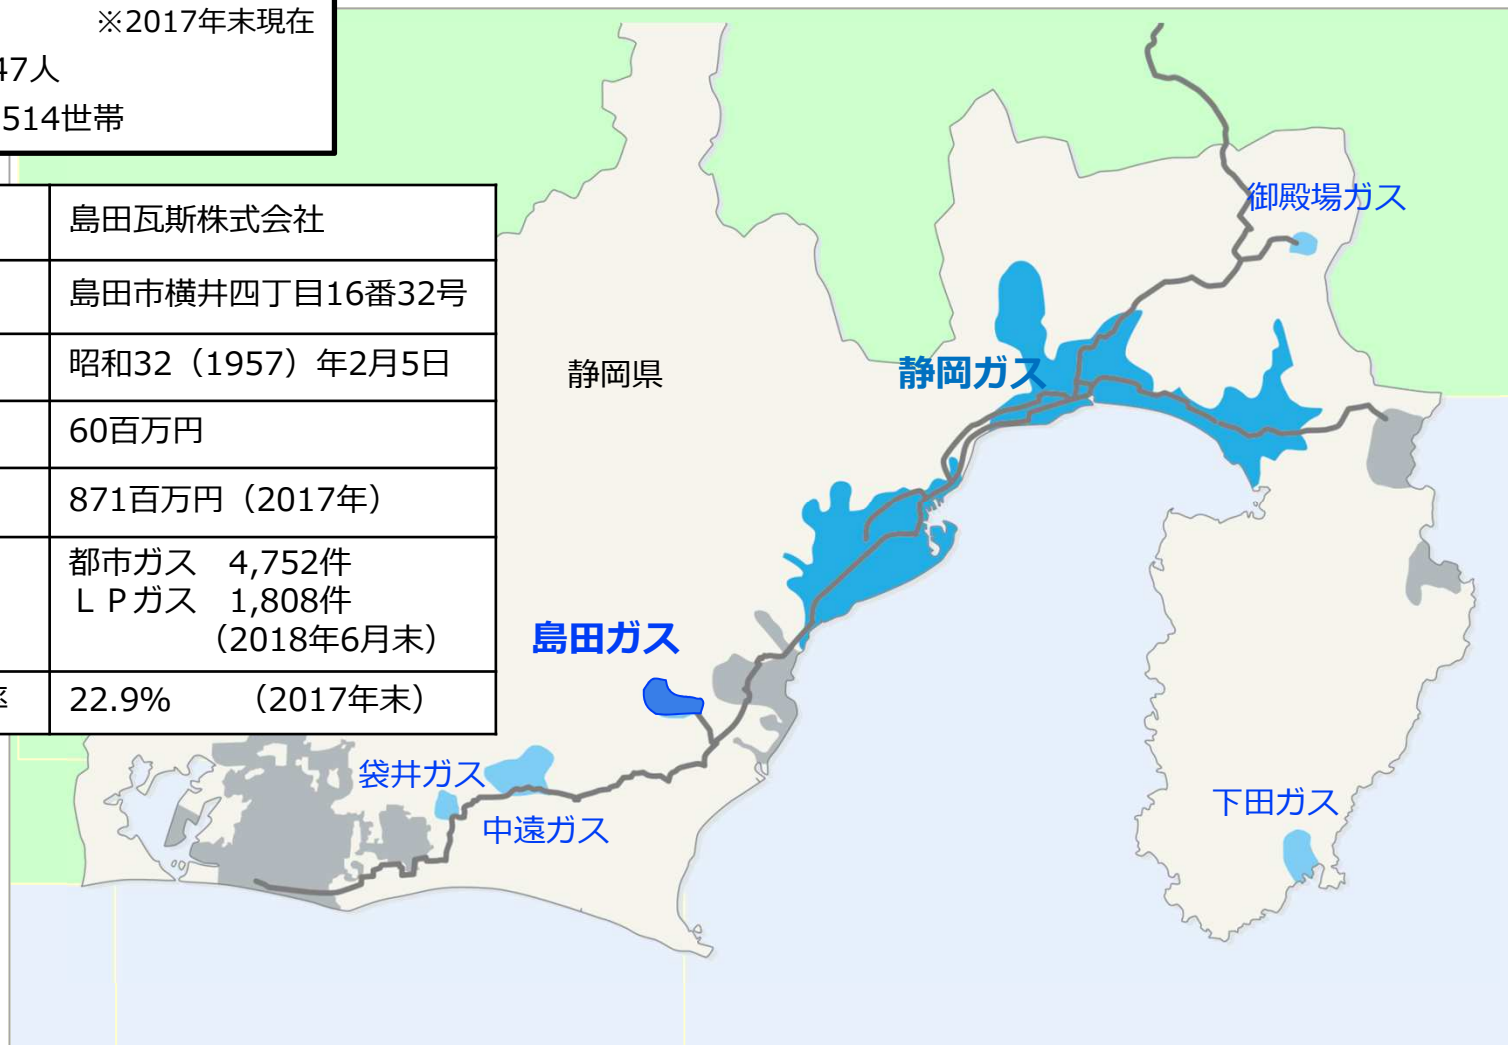 ※2017年末現在
47人
514世帯
島田瓦斯株式会社
島田市横井四丁目16番32号
昭和32（1957）年2月5日
60百万円
871百万円（2017年）
都市ガス　4,752件
ＬＰガス　1,808件
（2018年6月末）
率
22.9%　　（2017年末）
御殿場ガス
静岡県
静岡ガス
島田ガス
袋井ガス
中遠ガス
下田ガス